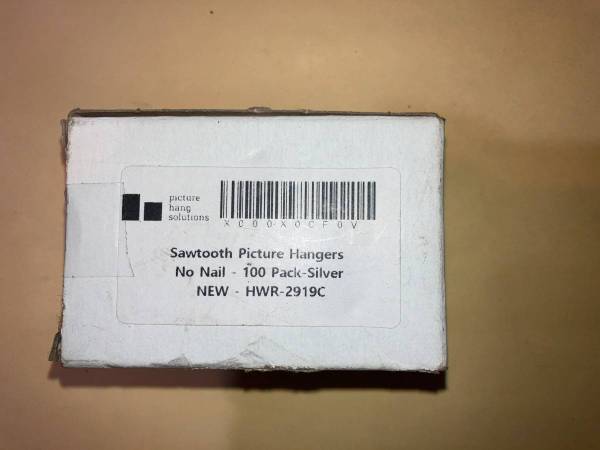 picture
hang
solutions
X000X0CF0V
Sawtooth Picture Hangers
No Nail - 100 Pack-Silver
NEW - HWR-2919C